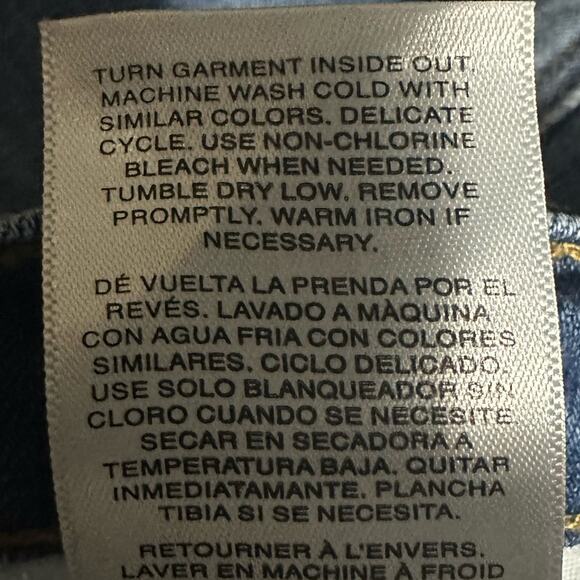 TURN GARMENT INSIDE OUT.
MACHINE WASH COLD WITH
SIMILAR COLORS. DELICATE
CYCLE. USE NON-CHLORINE
BLEACH WHEN NEEDED.
TUMBLE DRY LOW. REMOVE
PROMPTLY. WARM IRON IF
NECESSARY.
DÉ VUELTA LA PRENDA POR EL
REVÉS. LAVADO A MÀQUINA
CON AGUA FRIA CON COLORES
SIMILARES. CICLO DELICADO.
USE SOLO BLANQUEADOR SIN
CLORO CUANDO SE NECESITE
SECAR EN SECADORA A
TEMPERATURA BAJA. QUITAR
INMEDIATAMANTE. PLANCHA
TIBIA SI SE NECESITA.
RETOURNER À L'ENVERS.
LAVER EN MACHINE À FROID